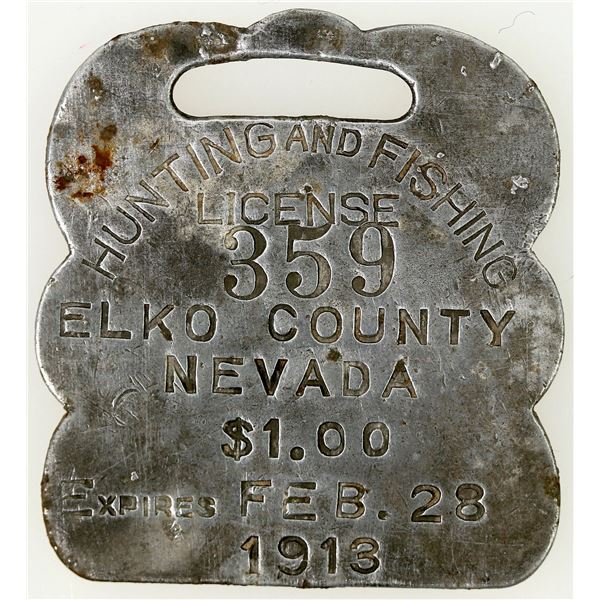 HUNTING AND FISHING
LICENSE
359
ELKO COUNTY
NEVADA
$1.00
EXPIRES FEB. 28
1913